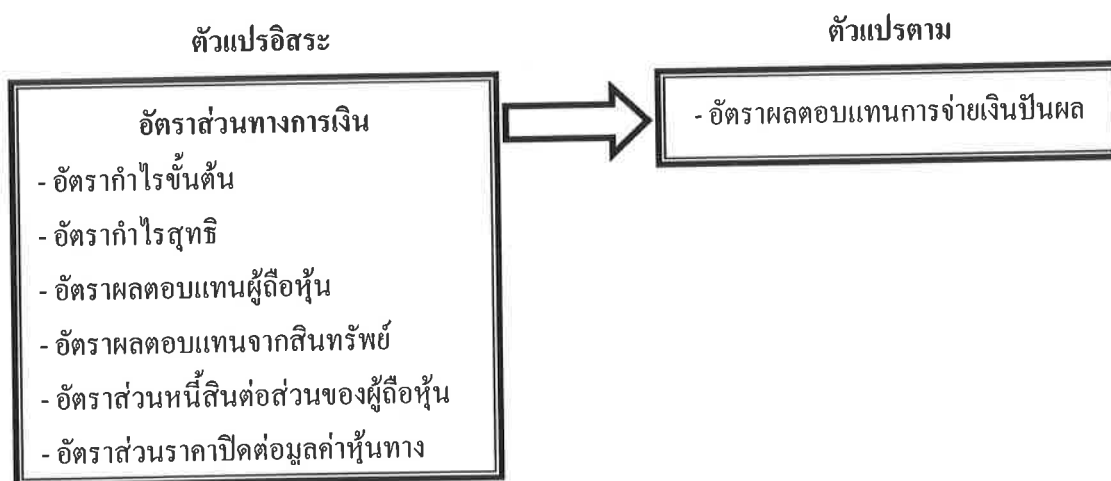 ตัวแปรอิสระ
อัตราส่วนทางการเงิน
- อัตรากำไรขั้นต้น
- อัตรากำไรสุทธิ
- อัตราผลตอบแทนผู้ถือหุ้น
- อัตราผลตอบแทนจากสินทรัพย์
- อัตราส่วนหนี้สินต่อส่วนของผู้ถือหุ้น
- อัตราส่วนราคาปิดต่อมูลค่าหุ้นทาง
ตัวแปรตาม
- อัตราผลตอบแทนการจ่ายเงินปันผล